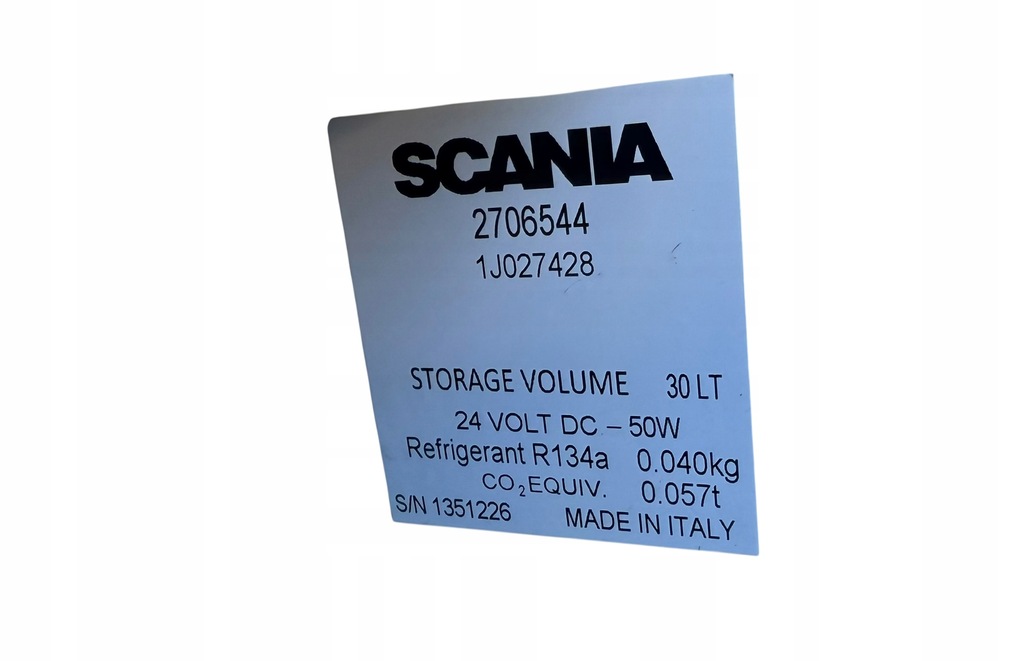 SCANIA
2706544
1J027428
STORAGE VOLUME 30 LT
24 VOLT DC – 50W
Refrigerant R134a 0.040kg
CO₂EQUIV. 0.057t
S/N 1351226 MADE IN ITALY